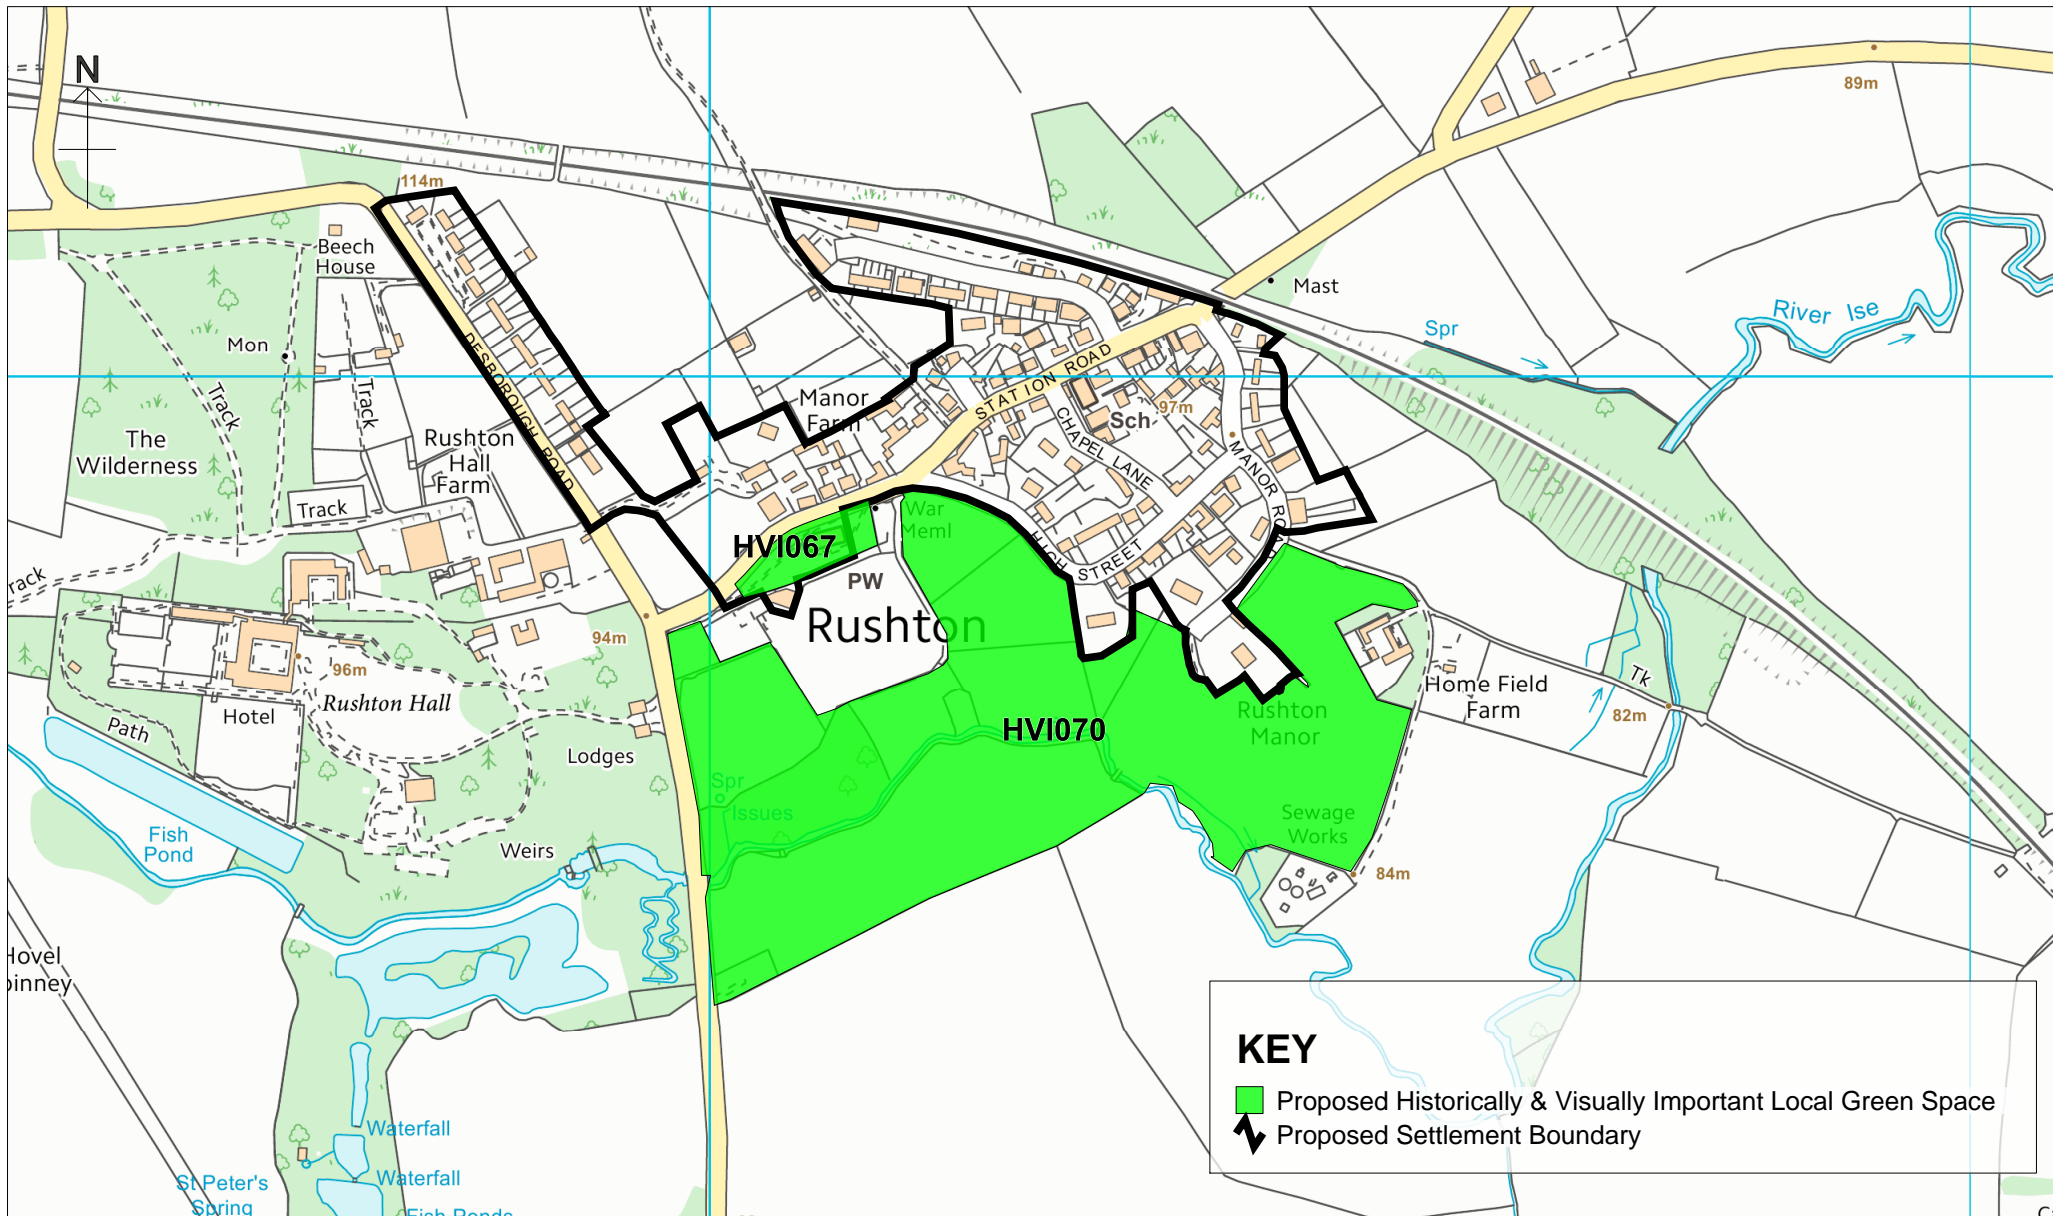 N
114m
89m
Beech
House
Mast
River Ise
Spr
Mon
DESBOROUGH ROAD
STATION ROAD
Track
Track
Manor
Farm
Sch
97m
CHAPEL LANE
MANOR ROAD
The
Wilderness
Rushton
Hall
Farm
Track
War
Meml
HVI067
HIGH STREET
PW
Rushton
94m
96m
Rushton Hall
Hotel
Path
Lodges
HVI070
Rushton
Manor
Home Field
Farm
Tk
82m
Spr
Issues
Sewage
Works
Fish
Pond
Weirs
84m
KEY
Proposed Historically & Visually Important Local Green Space
Proposed Settlement Boundary
Waterfall
Waterfall
St Peter's
Spring
Fish Ponds